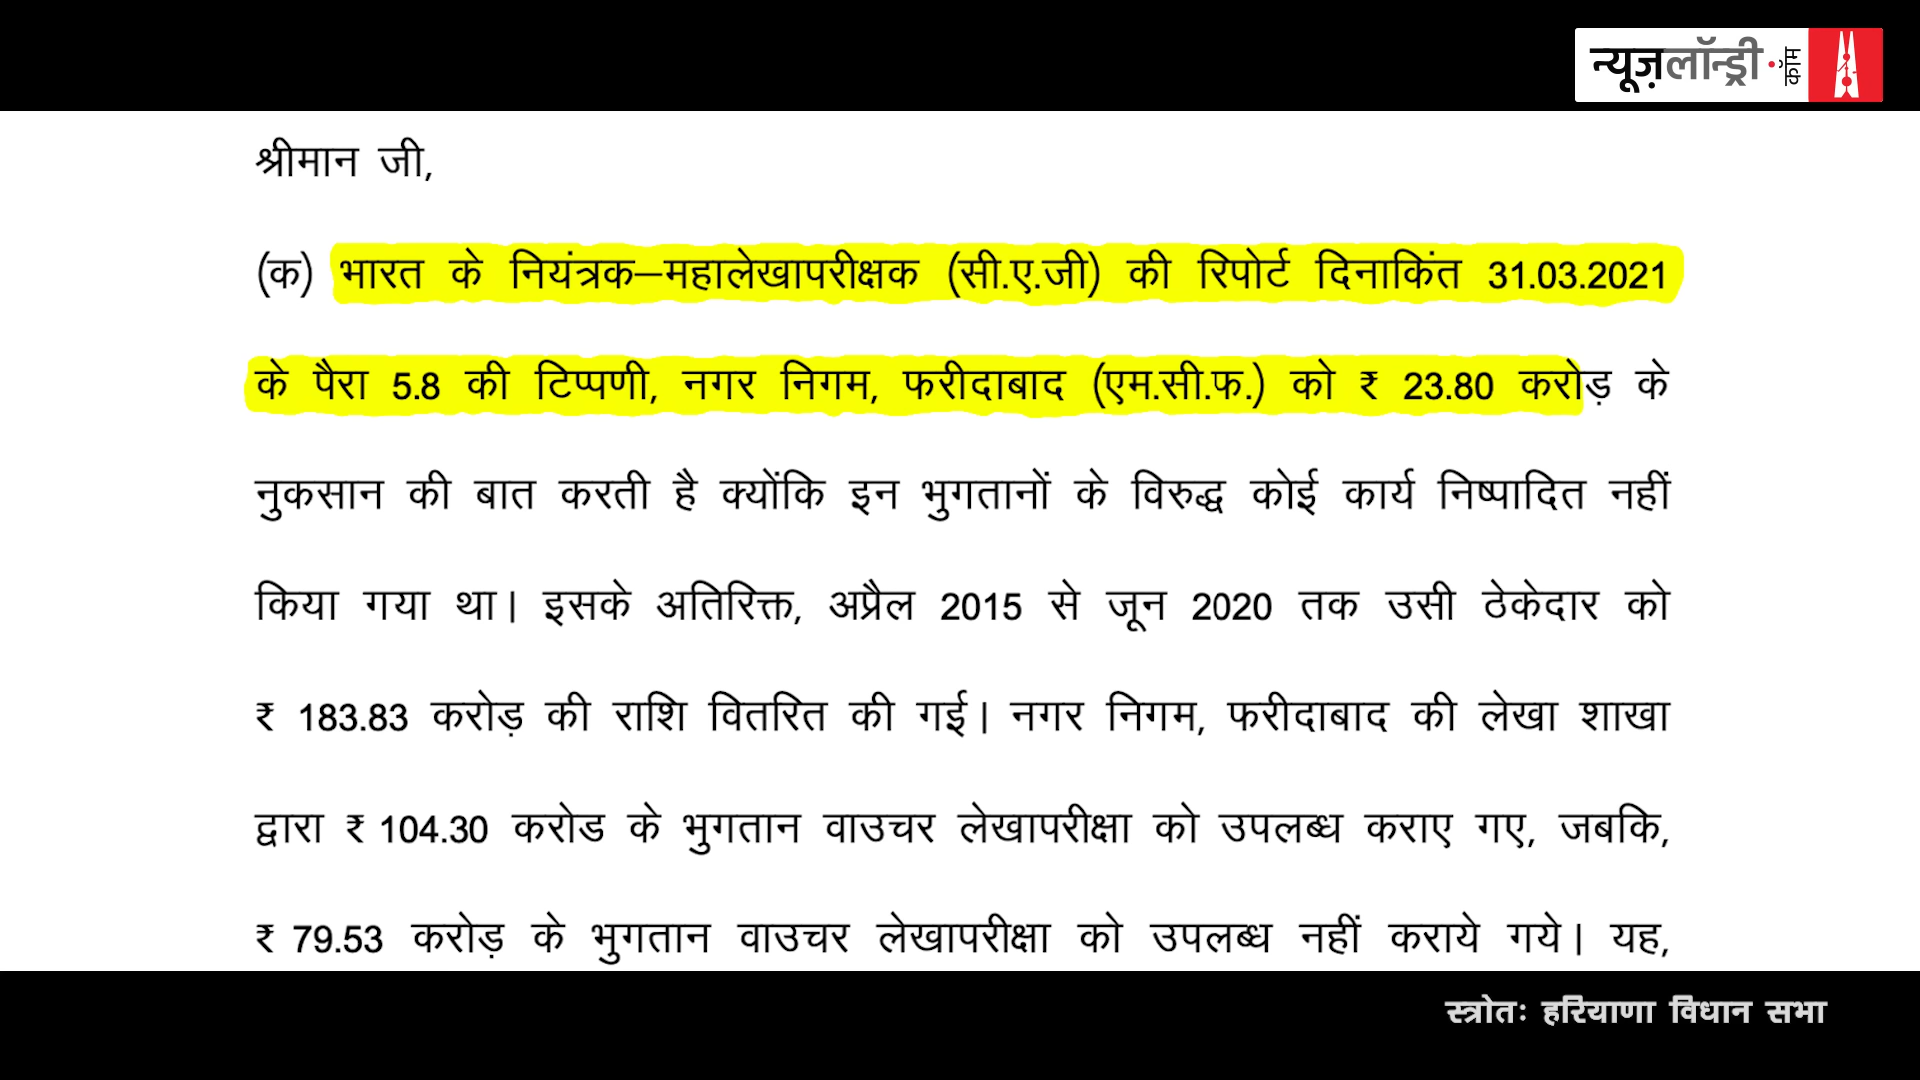 न्यूज़लॉन्ड्री.कॉम
श्रीमान जी,
(क) भारत के नियंत्रक–महालेखापरीक्षक (सी.ए.जी) की रिपोर्ट दिनाकिंत 31.03.2021
के पैरा 5.8 की टिप्पणी, नगर निगम, फरीदाबाद (एम.सी.फ.) को ₹ 23.80 करोड़ के
नुकसान की बात करती है क्योंकि इन भुगतानों के विरुद्ध कोई कार्य निष्पादित नहीं
किया गया था। इसके अतिरिक्त, अप्रैल 2015 से जून 2020 तक उसी ठेकेदार को
₹ 183.83 करोड़ की राशि वितरित की गई। नगर निगम, फरीदाबाद की लेखा शाखा
द्वारा ₹ 104.30 करोड के भुगतान वाउचर लेखापरीक्षा को उपलब्ध कराए गए, जबकि,
₹ 79.53 करोड़ के भुगतान वाउचर लेखापरीक्षा को उपलब्ध नहीं कराये गये। यह,
स्त्रोतः हरियाणा विधान सभा